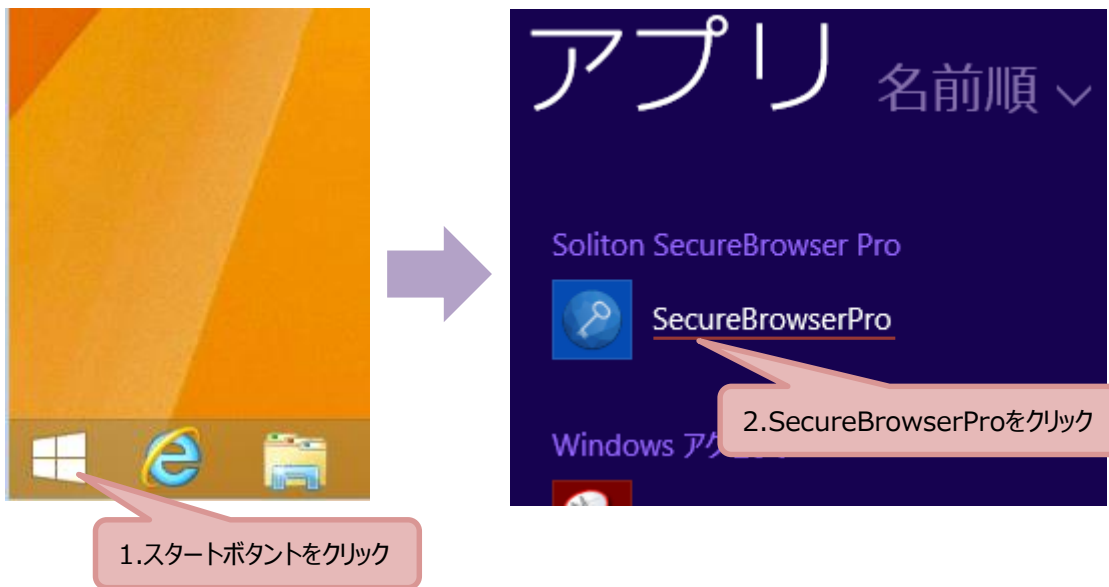 アプリ 名前順
Soliton SecureBrowser Pro
SecureBrowserPro
2.SecureBrowserProをクリック
Windows
1.スタートボタントをクリック